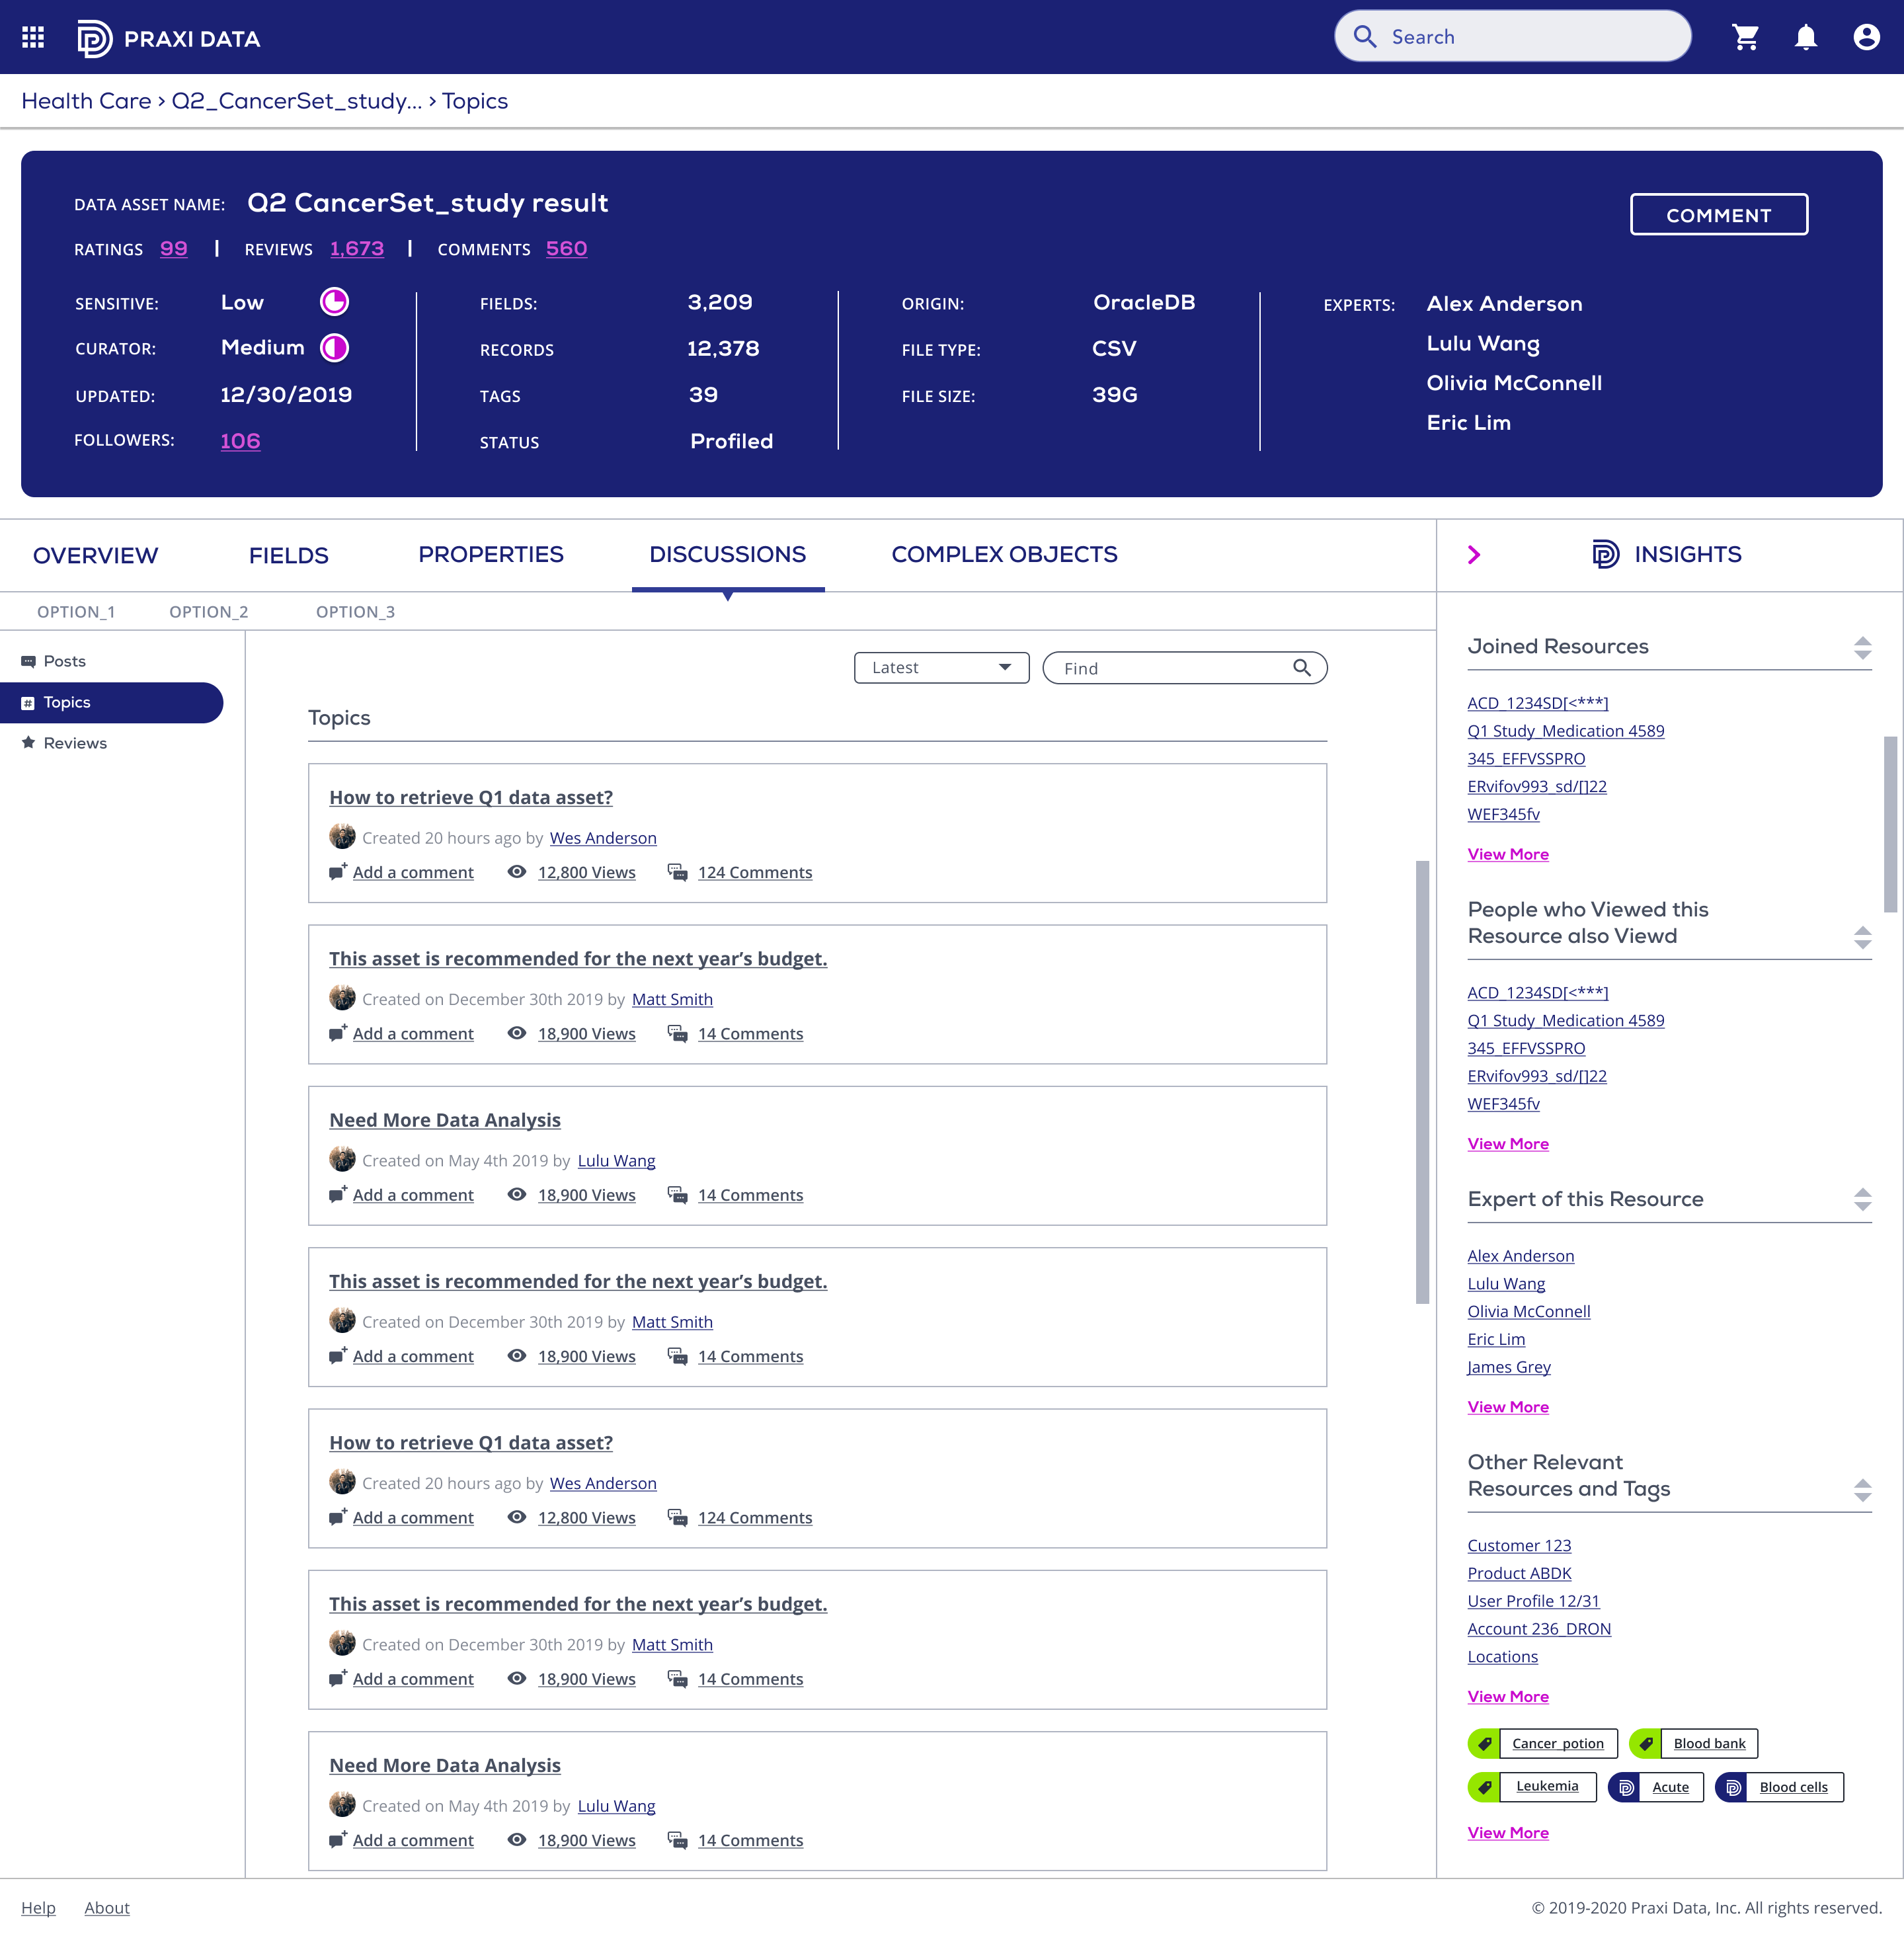 PRAXI DATA
Search
Health Care › Q2_CancerSet_study... › Topics
DATA ASSET NAME: Q2 CancerSet_study result
COMMENT
RATINGS 99 | REVIEWS 1,673 | COMMENTS 560
SENSITIVE: Low
CURATOR: Medium
UPDATED: 12/30/2019
FOLLOWERS: 106
FIELDS: 3,209
RECORDS 12,378
TAGS 39
STATUS Profiled
ORIGIN: OracleDB
FILE TYPE: CSV
FILE SIZE: 39G
EXPERTS: Alex Anderson
Lulu Wang
Olivia McConnell
Eric Lim
OVERVIEW FIELDS PROPERTIES DISCUSSIONS COMPLEX OBJECTS
OPTION_1 OPTION_2 OPTION_3
Posts
# Topics
Reviews
Latest
Find
Topics
How to retrieve Q1 data asset?
Created 20 hours ago by Wes Anderson
Add a comment 12,800 Views 124 Comments
This asset is recommended for the next year’s budget.
Created on December 30th 2019 by Matt Smith
Add a comment 18,900 Views 14 Comments
Need More Data Analysis
Created on May 4th 2019 by Lulu Wang
Add a comment 18,900 Views 14 Comments
This asset is recommended for the next year’s budget.
Created on December 30th 2019 by Matt Smith
Add a comment 18,900 Views 14 Comments
How to retrieve Q1 data asset?
Created 20 hours ago by Wes Anderson
Add a comment 12,800 Views 124 Comments
This asset is recommended for the next year’s budget.
Created on December 30th 2019 by Matt Smith
Add a comment 18,900 Views 14 Comments
Need More Data Analysis
Created on May 4th 2019 by Lulu Wang
Add a comment 18,900 Views 14 Comments
INSIGHTS
Joined Resources
ACD_1234SD[<***]
Q1 Study_Medication 4589
345_EFFVSSPRO
ERvifov993_sd/[]22
WEF345fv
View More
People who Viewed this
Resource also Viewd
ACD_1234SD[<***]
Q1 Study_Medication 4589
345_EFFVSSPRO
ERvifov993_sd/[]22
WEF345fv
View More
Expert of this Resource
Alex Anderson
Lulu Wang
Olivia McConnell
Eric Lim
James Grey
View More
Other Relevant
Resources and Tags
Customer 123
Product ABDK
User Profile 12/31
Account 236_DRON
Locations
View More
Cancer_potion Blood bank
Leukemia Acute Blood cells
View More
Help About
© 2019-2020 Praxi Data, Inc. All rights reserved.